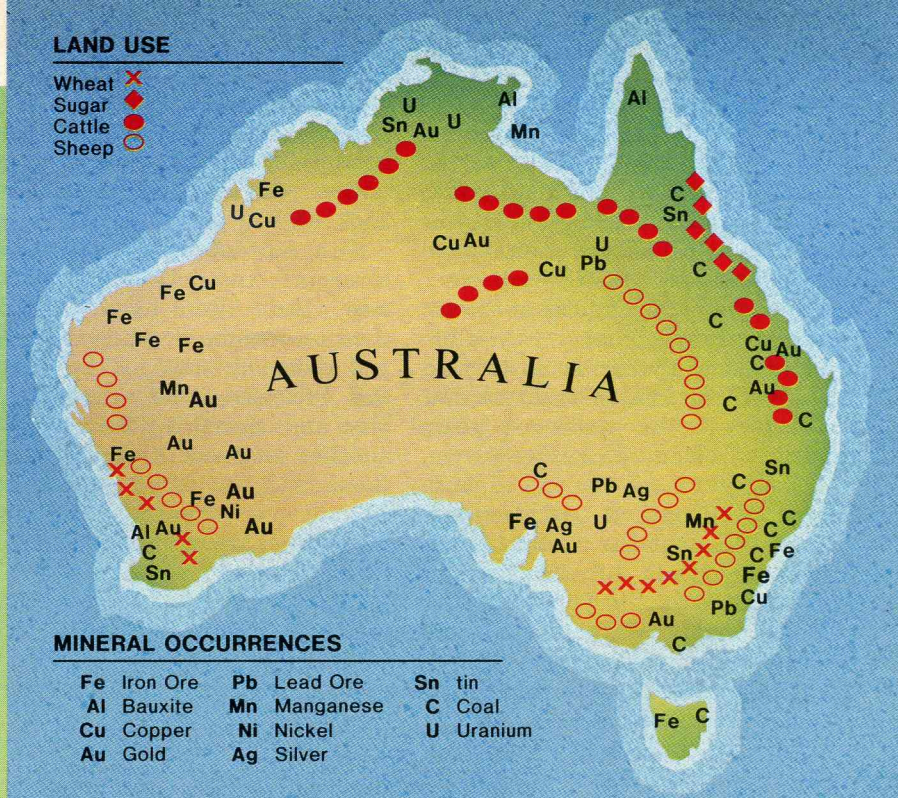 LAND USE
Wheat
Sugar
Cattle
Sheep
Al
Al
U
Sn Au U
Mn
Fe
U Cu
C
Sn
Cu Au
U
Cu Pb
C
Fe Cu
Fe
C
Fe Fe
Cu Au
C
AUSTRALIA
Mn Au
Au
C
C
Au
Au
Fe
Sn
C
Pb Ag
C
Fe Au
Ni
Mn
Al Au Au
Fe Ag U
C C
Au
C
Sn
C Fe
Sn
Fe
Cu
Pb
Au
C
MINERAL OCCURRENCES
Fe Iron Ore Pb Lead Ore Sn tin
Al Bauxite Mn Manganese C Coal
Cu Copper Ni Nickel U Uranium
Au Gold Ag Silver
Fe C